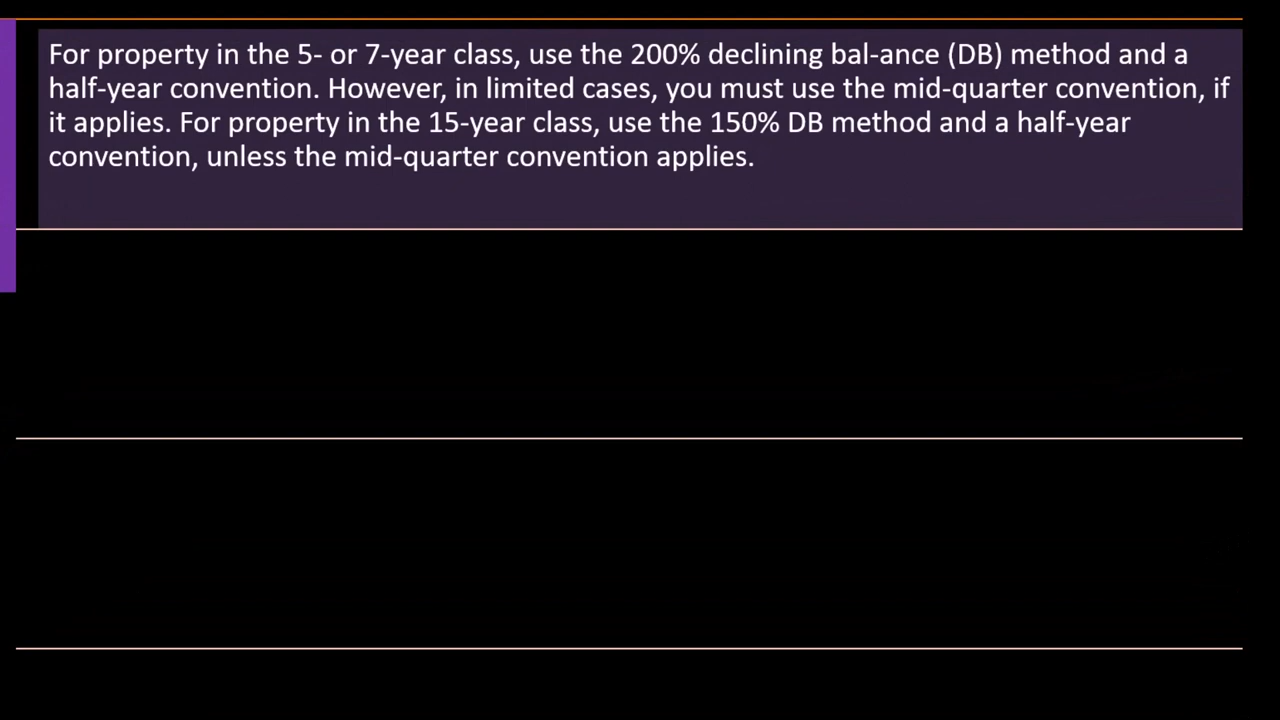 For property in the 5- or 7-year class, use the 200% declining bal-ance (DB) method and a
half-year convention. However, in limited cases, you must use the mid-quarter convention, if
it applies. For property in the 15-year class, use the 150% DB method and a half-year
convention, unless the mid-quarter convention applies.